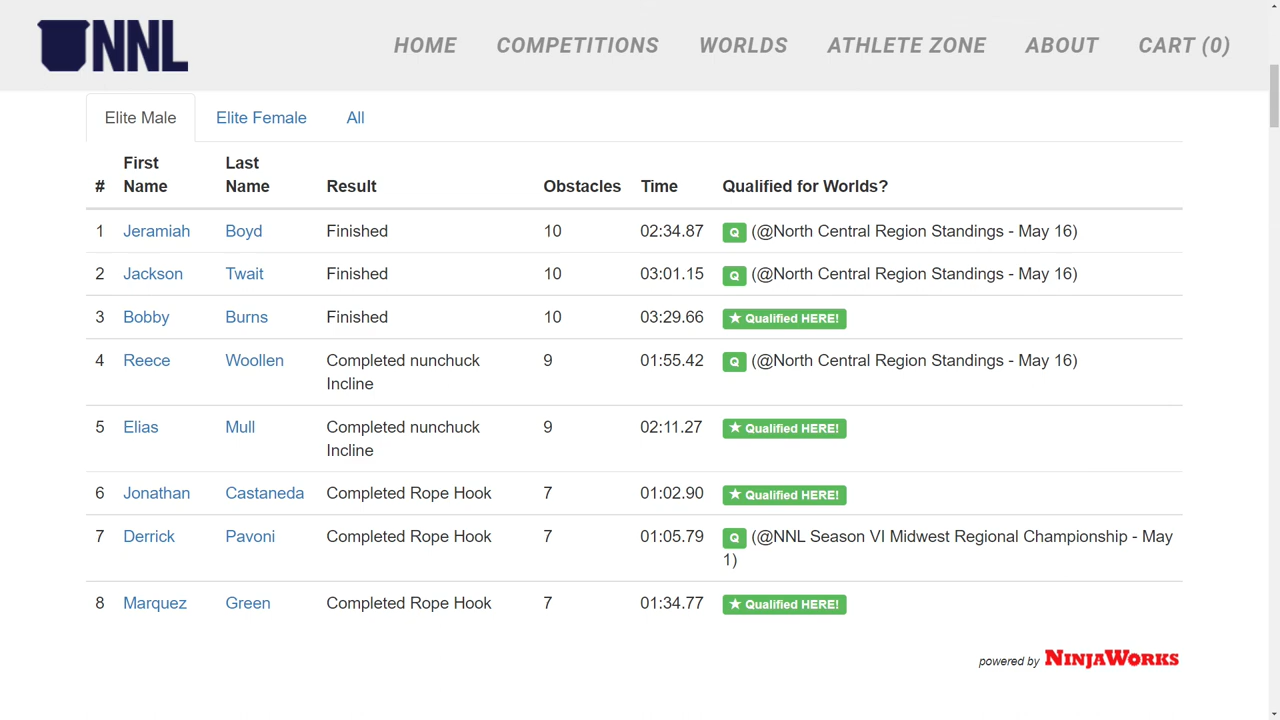 NNL
HOME COMPETITIONS WORLDS ATHLETE ZONE ABOUT CART (0)
Elite Male Elite Female All
# First Name Last Name Result Obstacles Time Qualified for Worlds?
1 Jeramiah Boyd Finished 10 02:34.87 Q (@North Central Region Standings - May 16)
2 Jackson Twait Finished 10 03:01.15 Q (@North Central Region Standings - May 16)
3 Bobby Burns Finished 10 03:29.66 ★ Qualified HERE!
4 Reece Woollen Completed nunchuck Incline 9 01:55.42 Q (@North Central Region Standings - May 16)
5 Elias Mull Completed nunchuck Incline 9 02:11.27 ★ Qualified HERE!
6 Jonathan Castaneda Completed Rope Hook 7 01:02.90 ★ Qualified HERE!
7 Derrick Pavoni Completed Rope Hook 7 01:05.79 Q (@NNL Season VI Midwest Regional Championship - May 1)
8 Marquez Green Completed Rope Hook 7 01:34.77 ★ Qualified HERE!
powered by NINJAWORKS